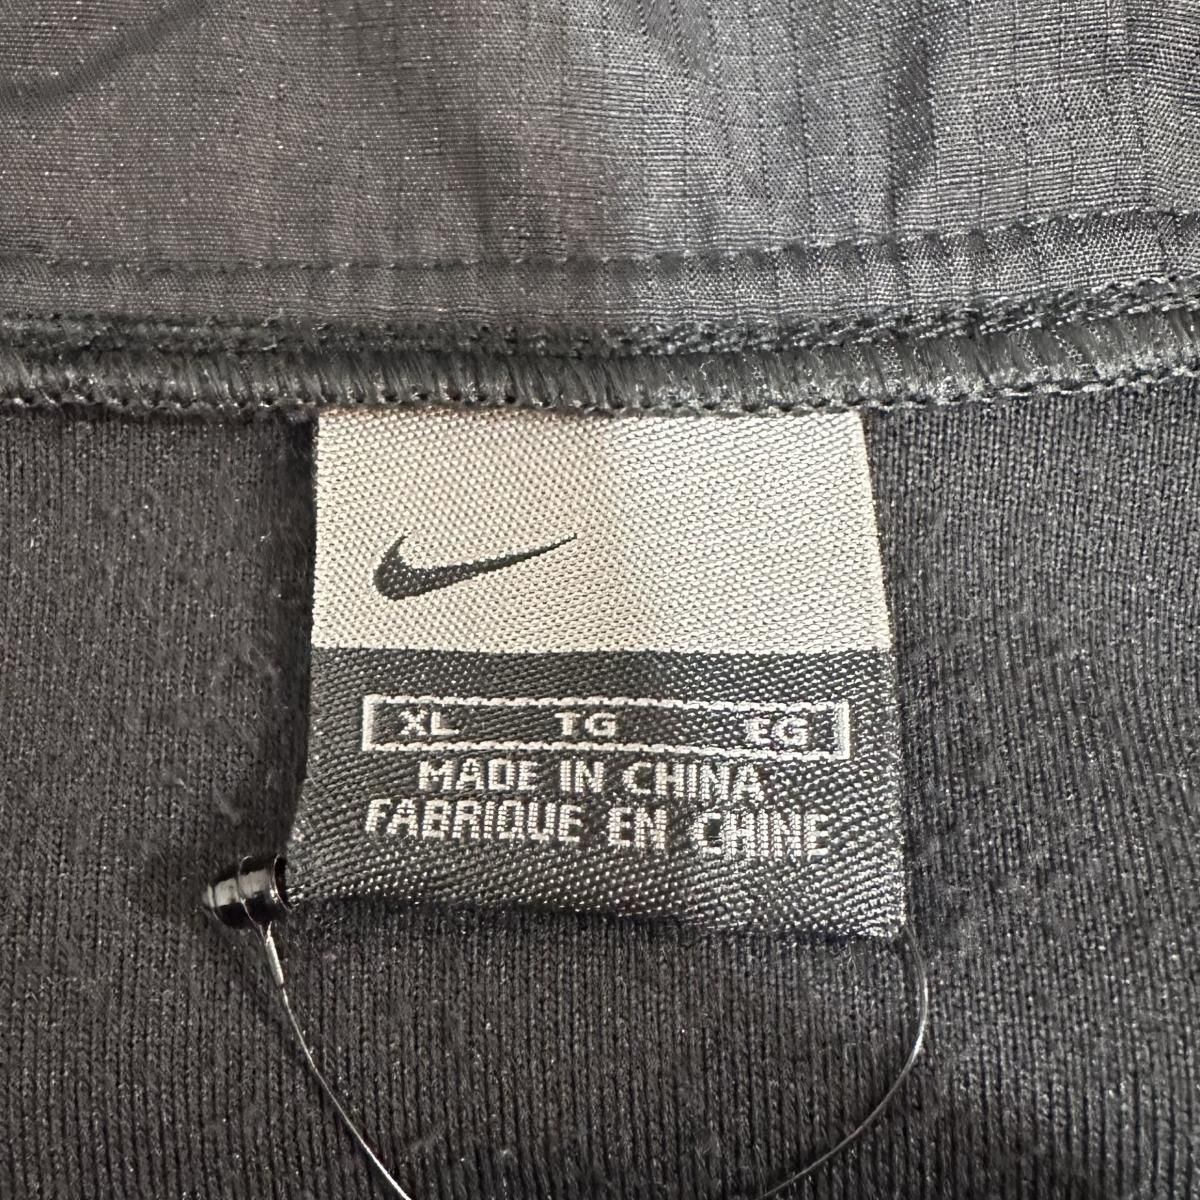 XL TG EG
MADE IN CHINA
FABRIQUE EN CHINE